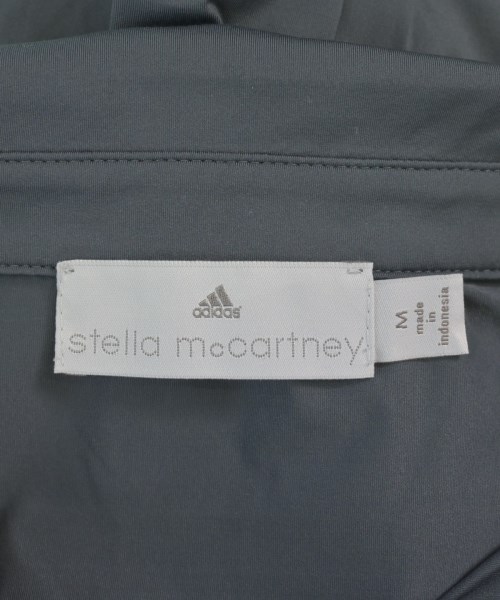 adidas
stella mccartney
M
made
in
indonesia